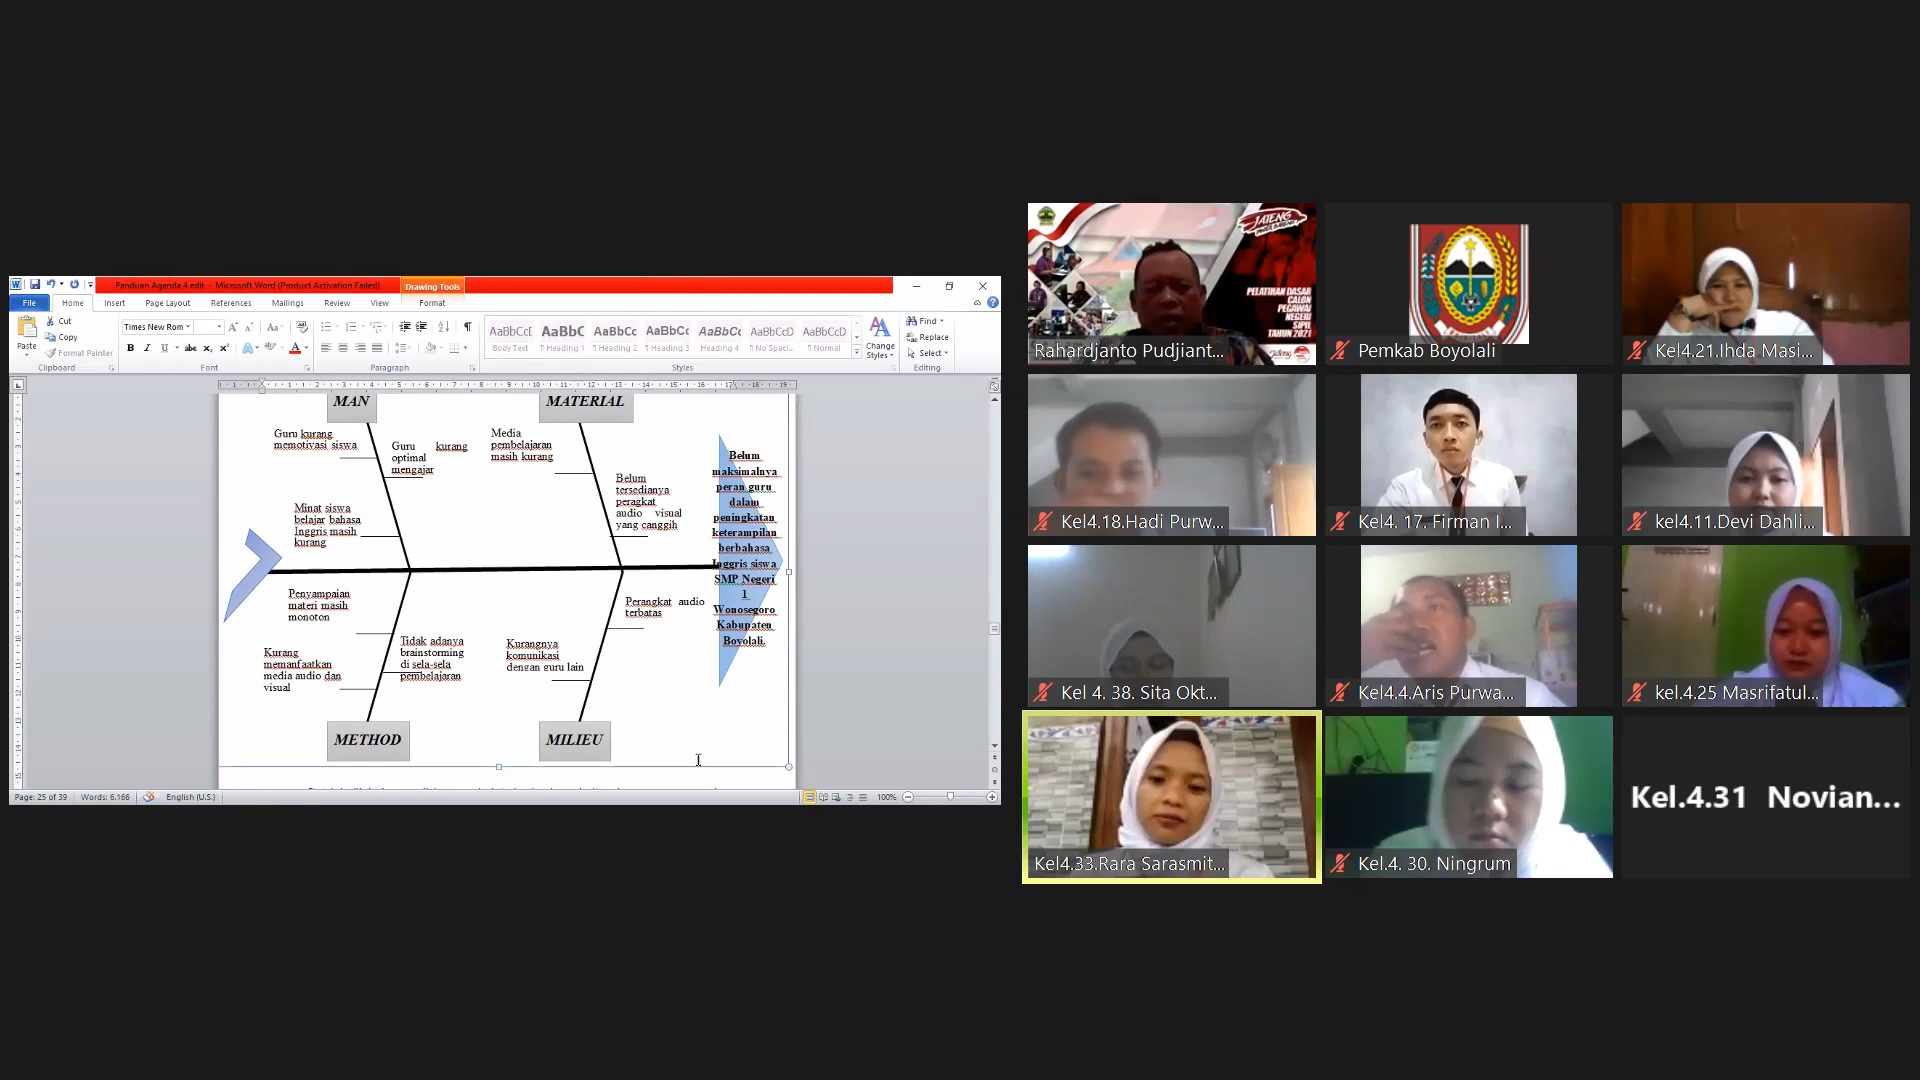 Panduan Agenda 4 edit - Microsoft Word (Product Activation Failed)
Drawing Tools
File Home Insert Page Layout References Mailings Review View Format
Paste
Cut
Copy
Format Painter
Clipboard
Times New Rom
Font
Paragraph
AaBbCcI AaBbC AaBbCc AaBbCc AaBbCc AaBbCcD AaBbCcD
Body Text Heading 1 Heading 2 Heading 3 Heading 4 No Spaci... Normal
Styles
Change
Styles
Find
Replace
Select
Editing
MAN
MATERIAL
Guru kurang
memotivasi siswa
Guru kurang
optimal
mengajar
Minat siswa
belajar bahasa
Inggris masih
kurang
Media
pembelajaran
masih kurang
Belum
tersedianya
peragkat
audio visual
yang canggih
Belum
maksimalnya
peran guru
dalam
peningkatan
keterampilan
berbahasa
Inggris siswa
SMP Negeri
1
Wonosegoro
Kabupaten
Boyolali.
Penyampaian
materi masih
monoton
Kurang
memanfaatkan
media audio dan
visual
Tidak adanya
brainstorming
di sela-sela
pembelajaran
Perangkat audio
terbatas
Kurangnya
komunikasi
dengan guru lain
METHOD
MILIEU
Page: 25 of 39 Words: 6.166 English (U.S.) 100%
JATENG
PELATIHAN DASAR
CALON
PEGAWAI
NEGERI
SIPIL
TAHUN 2021
Rahardjanto Pudjiant...
Pemkab Boyolali
Kel4.21.Ihda Masi...
Kel4.18.Hadi Purw...
Kel4. 17. Firman I...
kel4.11.Devi Dahli...
Kel 4. 38. Sita Okt...
Kel4.4.Aris Purwa...
kel.4.25 Masrifatul...
Kel4.33.Rara Sarasmit...
Kel.4. 30. Ningrum
Kel.4.31 Novian...